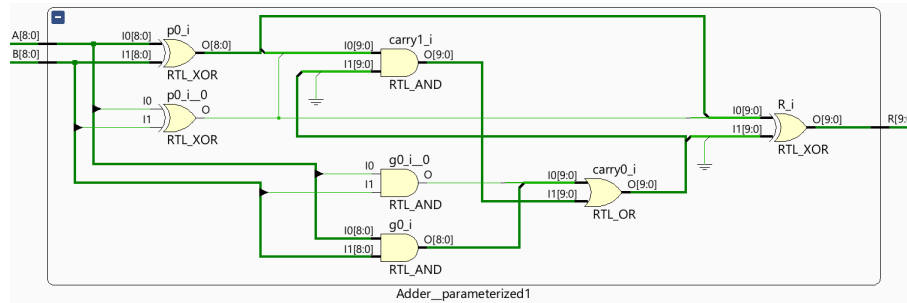 A[8:0]
B[8:0]
p0_i
I0[8:0]
I1[8:0]
O[8:0]
RTL_XOR
p0_i__0
I0
I1
O
RTL_XOR
carry1_i
I0[9:0]
I1[9:0]
O[9:0]
RTL_AND
g0_i__0
I0
I1
O
RTL_AND
g0_i
I0[8:0]
I1[8:0]
O[8:0]
RTL_AND
carry0_i
I0[9:0]
I1[9:0]
O[9:0]
RTL_OR
R_i
I0[9:0]
I1[9:0]
O[9:0]
RTL_XOR
R[9:
Adder__parameterized1